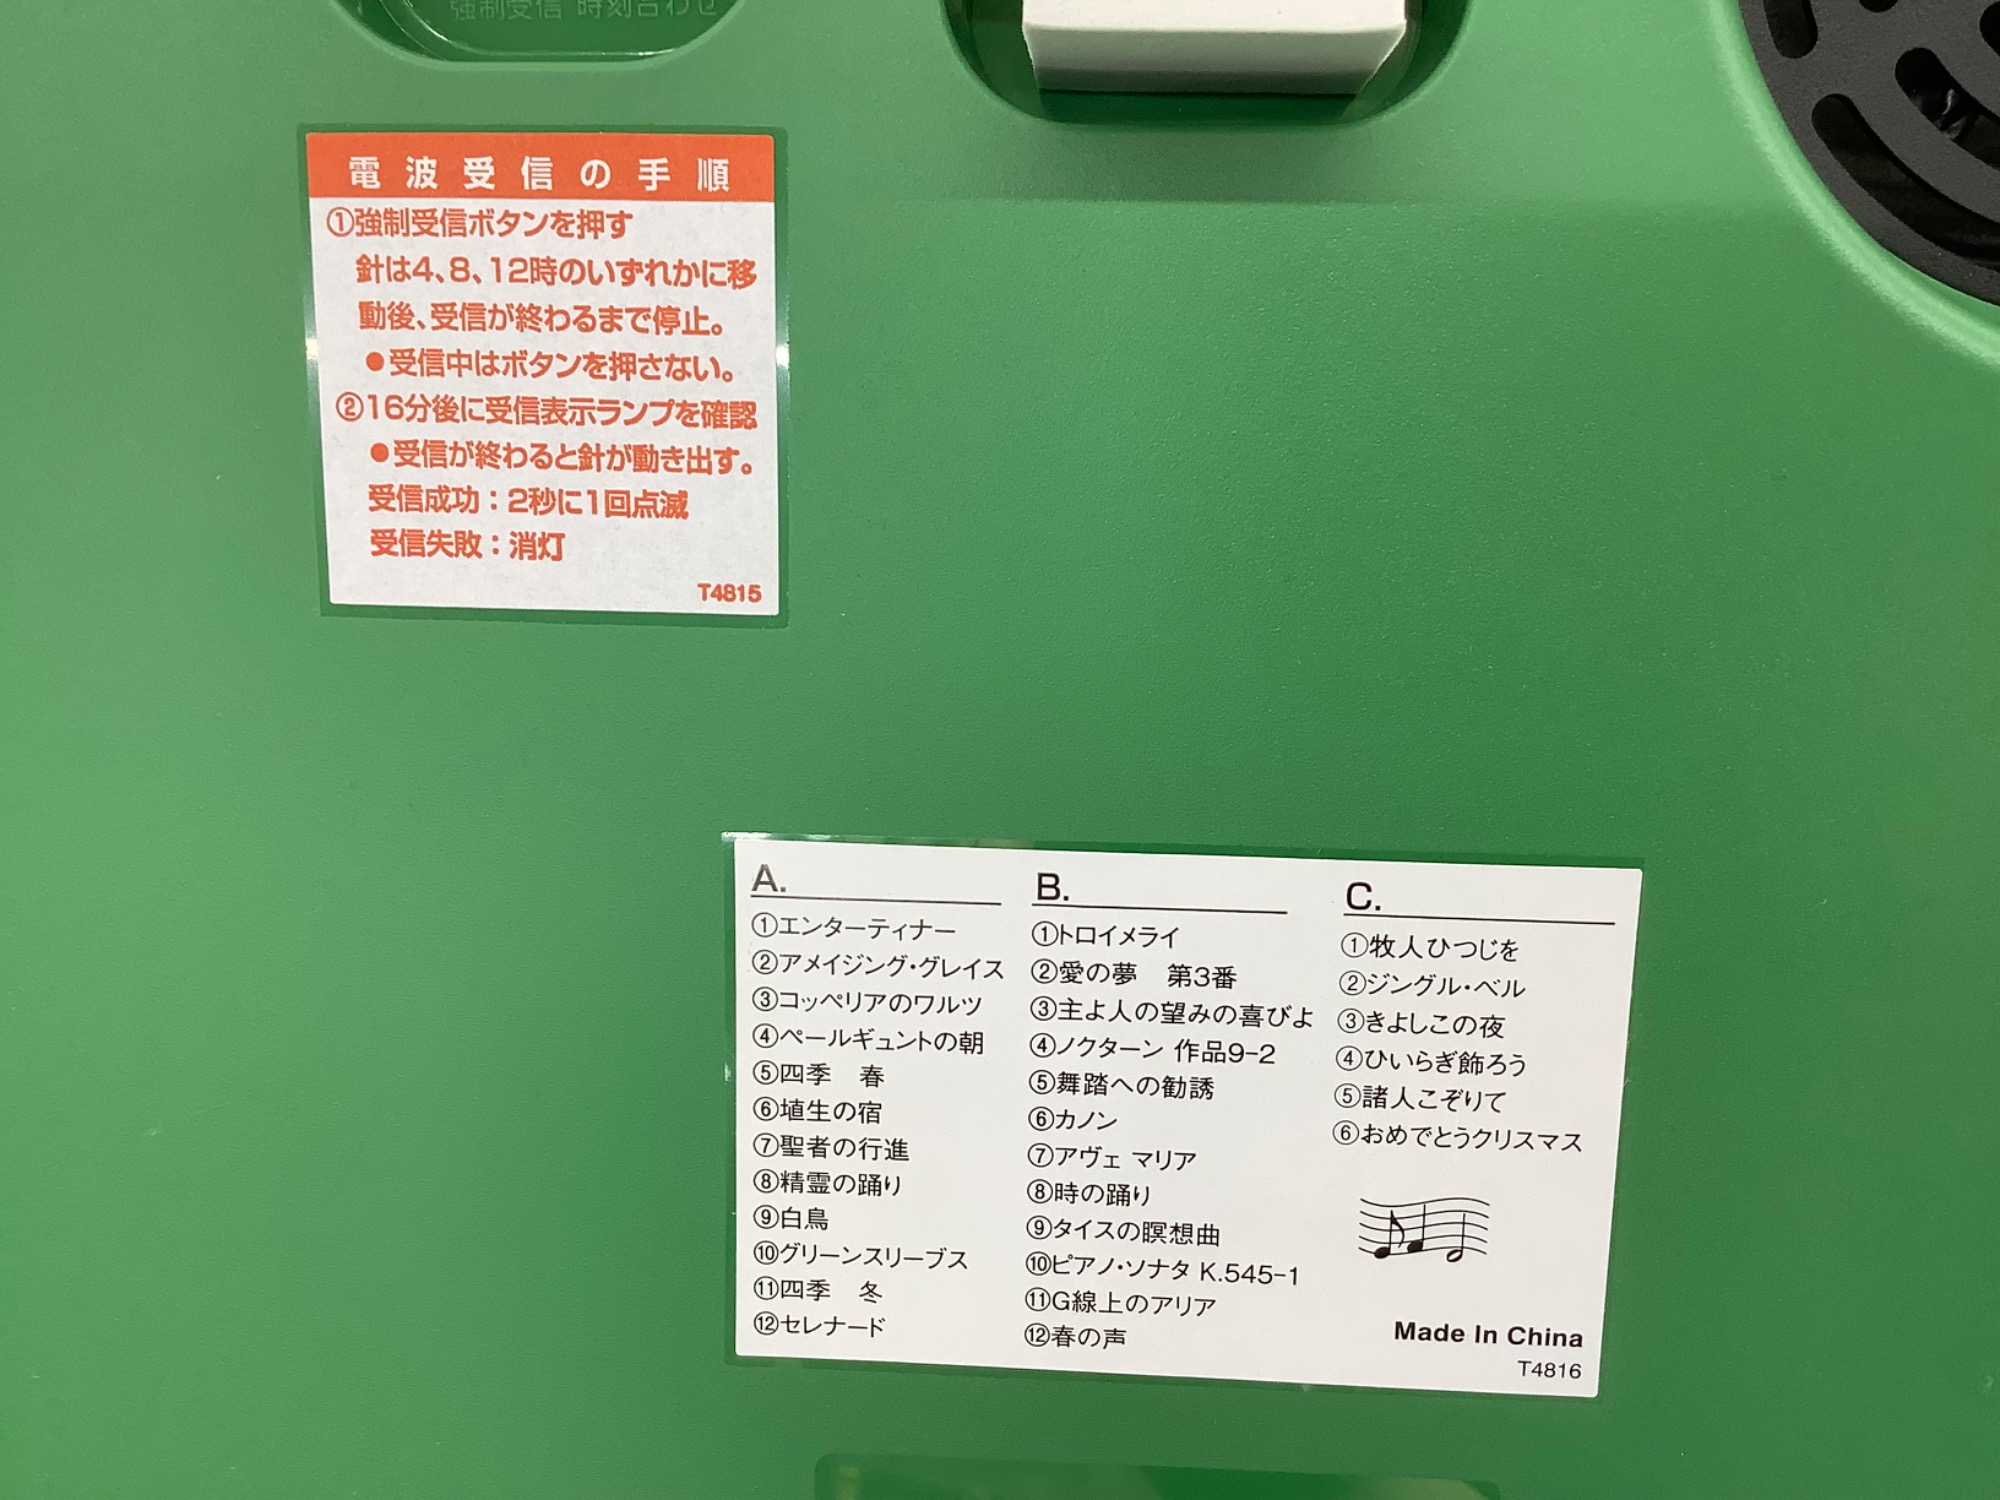 強制受信 時刻合わせ
電波受信の手順
①強制受信ボタンを押す
針は4、8、12時のいずれかに移
動後、受信が終わるまで停止。
●受信中はボタンを押さない。
②16分後に受信表示ランプを確認
●受信が終わると針が動き出す。
受信成功：2秒に1回点滅
受信失敗：消灯
T4815
A.
①エンターティナー
②アメイジング・グレイス
③コッペリアのワルツ
④ペールギュントの朝
⑤四季　春
⑥埴生の宿
⑦聖者の行進
⑧精霊の踊り
⑨白鳥
⑩グリーンスリーブス
⑪四季　冬
⑫セレナード
B.
①トロイメライ
②愛の夢　第3番
③主よ人の望みの喜びよ
④ノクターン 作品9-2
⑤舞踏への勧誘
⑥カノン
⑦アヴェ マリア
⑧時の踊り
⑨タイスの瞑想曲
⑩ピアノ・ソナタ K.545-1
⑪G線上のアリア
⑫春の声
C.
①牧人ひつじを
②ジングル・ベル
③きよしこの夜
④ひいらぎ飾ろう
⑤諸人こぞりて
⑥おめでとうクリスマス
Made In China
T4816